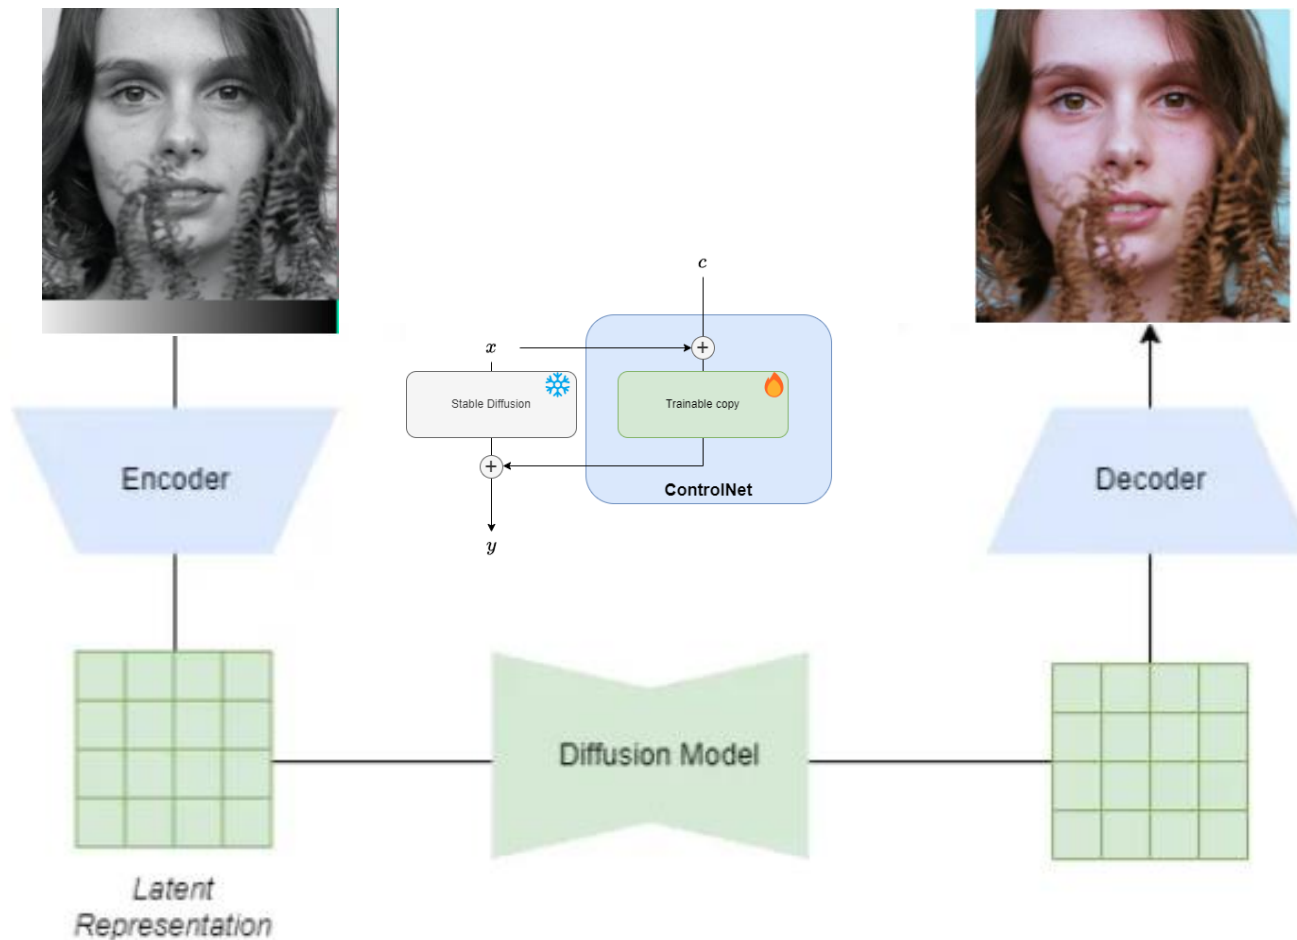 c
x
+
Stable Diffusion
Trainable copy
+
ControlNet
y
Encoder
Decoder
Diffusion Model
Latent
Representation